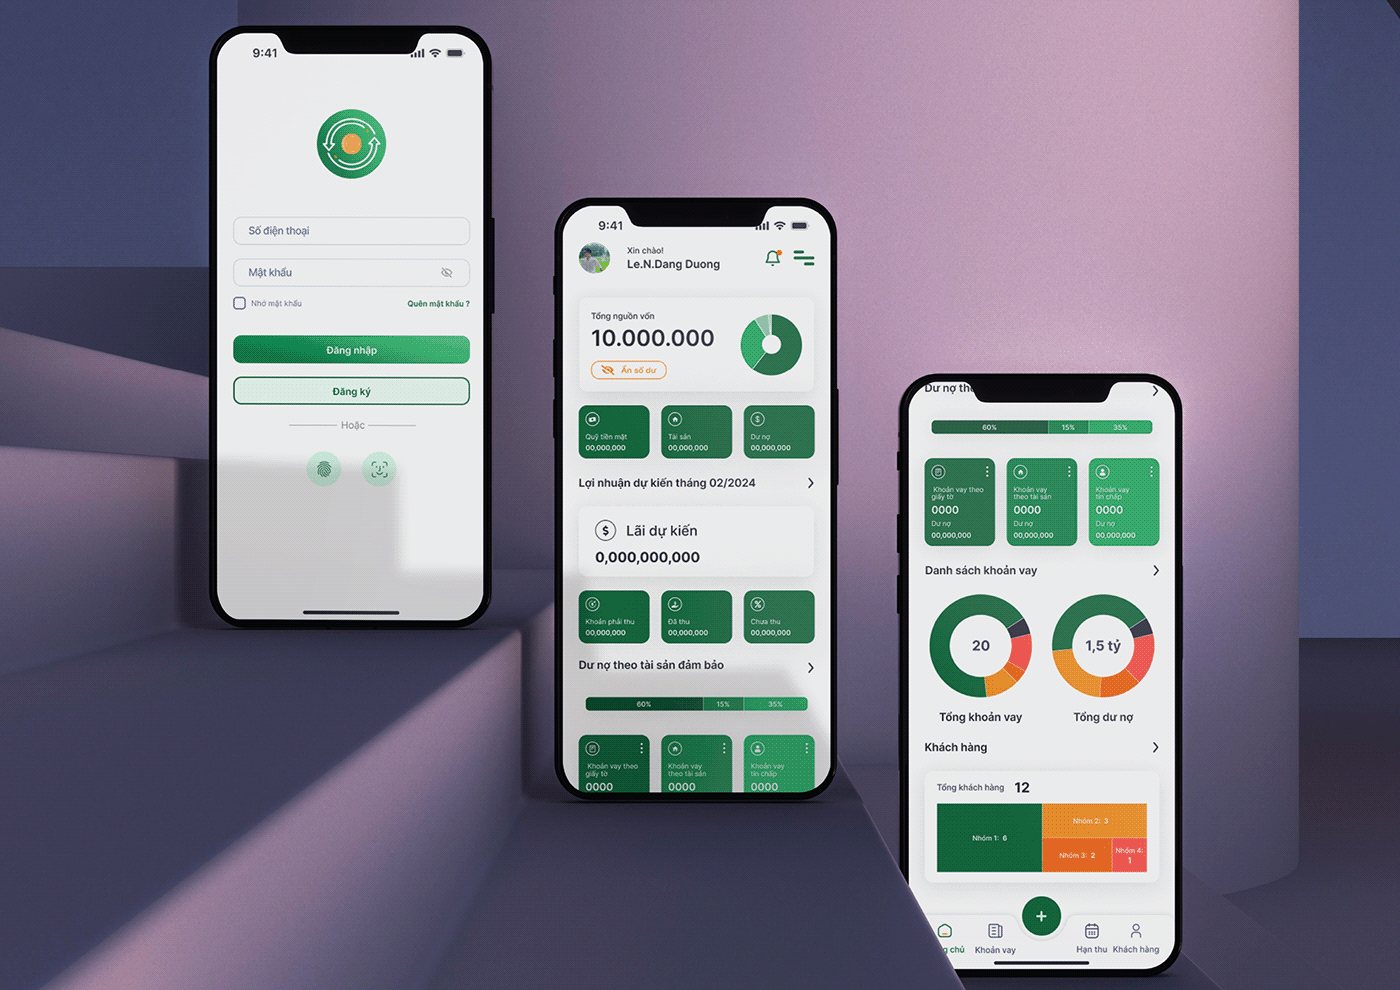 9:41
Số điện thoại
Mật khẩu
Nhớ mật khẩu
Quên mật khẩu ?
Đăng nhập
Đăng ký
Hoặc
9:41
Xin chào!
Le.N.Dang Duong
Tổng nguồn vốn
10.000.000
Ẩn số dư
Quỹ tiền mặt
00,000,000
Tài sản
00,000,000
Dư nợ
00,000,000
Lợi nhuận dự kiến tháng 02/2024
Lãi dự kiến
0,000,000,000
Khoản phải thu
00,000,000
Đã thu
00,000,000
Chưa thu
00,000,000
Dư nợ theo tài sản đảm bảo
60% 15% 35%
Khoản vay theo
giấy tờ
0000
Khoản vay
theo tài sản
0000
Khoản vay
tín chấp
0000
Dư nợ
60% 15% 35%
Khoản vay theo
giấy tờ
0000
Dư nợ
00,000,000
Khoản vay
theo tài sản
0000
Dư nợ
00,000,000
Khoản vay
tín chấp
0000
Dư nợ
00,000,000
Danh sách khoản vay
20
1,5 tỷ
Tổng khoản vay
Tổng dư nợ
Khách hàng
Tổng khách hàng 12
Nhóm 1: 6
Nhóm 2: 3
Nhóm 3: 2
Nhóm 4:
1
+
chủ
Khoản vay
Hạn thu
Khách hàng